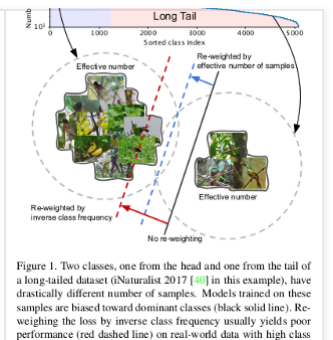 Numb
Long Tail
10¹
0 1000 2000 3000 4000 5000
Sorted class index
Re-weighted by
effective number of samples
Effective number
Effective number
Re-weighted by
inverse class frequency
No re-weighting
Figure 1. Two classes, one from the head and one from the tail of
a long-tailed dataset (iNaturalist 2017 [40] in this example), have
drastically different number of samples. Models trained on these
samples are biased toward dominant classes (black solid line). Re-
weighing the loss by inverse class frequency usually yields poor
performance (red dashed line) on real-world data with high class